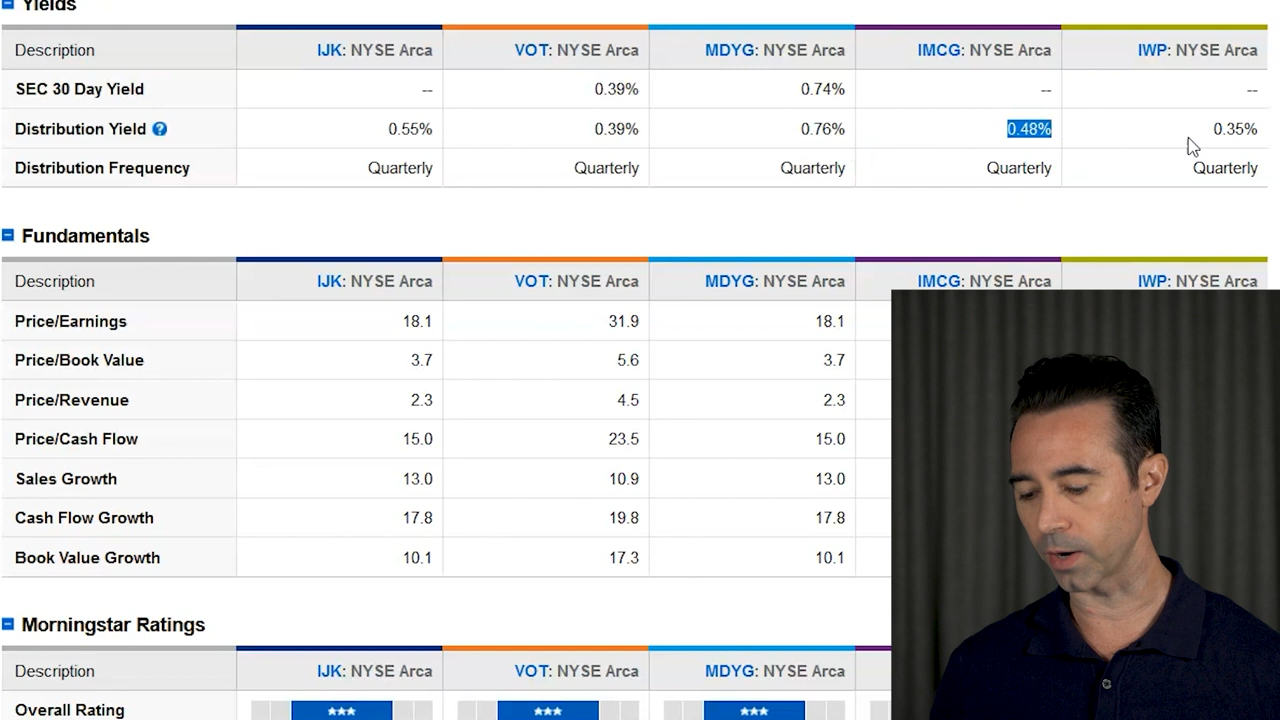 Yields
Description IJK: NYSE Arca VOT: NYSE Arca MDYG: NYSE Arca IMCG: NYSE Arca IWP: NYSE Arca
SEC 30 Day Yield -- 0.39% 0.74% -- --
Distribution Yield ? 0.55% 0.39% 0.76% 0.48% 0.35%
Distribution Frequency Quarterly Quarterly Quarterly Quarterly Quarterly
Fundamentals
Description IJK: NYSE Arca VOT: NYSE Arca MDYG: NYSE Arca IMCG: NYSE Arca IWP: NYSE Arca
Price/Earnings 18.1 31.9 18.1
Price/Book Value 3.7 5.6 3.7
Price/Revenue 2.3 4.5 2.3
Price/Cash Flow 15.0 23.5 15.0
Sales Growth 13.0 10.9 13.0
Cash Flow Growth 17.8 19.8 17.8
Book Value Growth 10.1 17.3 10.1
Morningstar Ratings
Description IJK: NYSE Arca VOT: NYSE Arca MDYG: NYSE Arca
Overall Rating ★★★ ★★★ ★★★